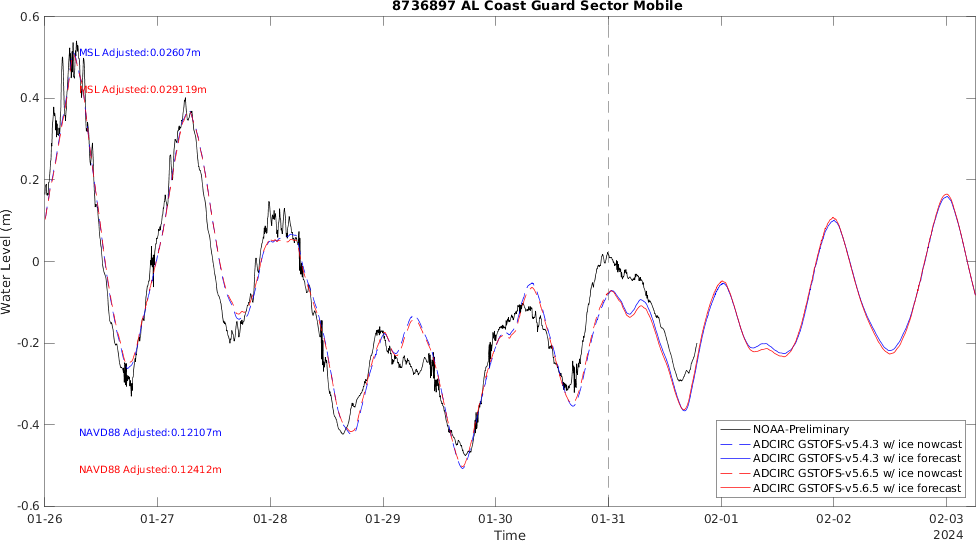 8736897 AL Coast Guard Sector Mobile
0.6
0.4
0.2
0
-0.2
-0.4
-0.6
Water Level (m)
MSL Adjusted:0.02607m
MSL Adjusted:0.029119m
NAVD88 Adjusted:0.12107m
NAVD88 Adjusted:0.12412m
NOAA-Preliminary
ADCIRC GSTOFS-v5.4.3 w/ ice nowcast
ADCIRC GSTOFS-v5.4.3 w/ ice forecast
ADCIRC GSTOFS-v5.6.5 w/ ice nowcast
ADCIRC GSTOFS-v5.6.5 w/ ice forecast
01-26 01-27 01-28 01-29 01-30 01-31 02-01 02-02 02-03
Time
2024